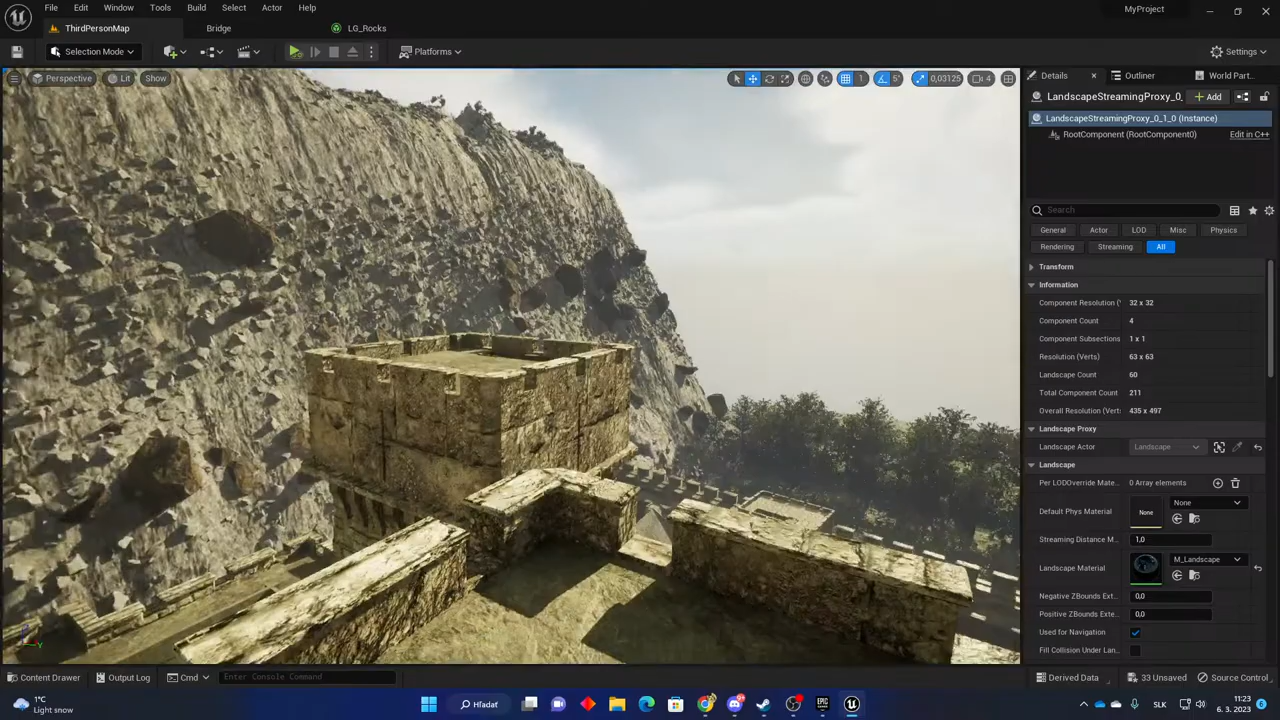 File Edit Window Tools Build Select Actor Help
MyProject
ThirdPersonMap
Bridge
LG_Rocks
Selection Mode
Platforms
Settings
Perspective
Lit
Show
1
5°
0,03125
4
Details
Outliner
World Part...
LandscapeStreamingProxy_0_
Add
LandscapeStreamingProxy_0_1_0 (Instance)
RootComponent (RootComponent0)
Edit in C++
Search
General Actor LOD Misc Physics
Rendering Streaming All
Transform
Information
Component Resolution (V 32 x 32
Component Count 4
Component Subsections 1 x 1
Resolution (Verts) 63 x 63
Landscape Count 60
Total Component Count 211
Overall Resolution (Vert: 435 x 497
Landscape Proxy
Landscape Actor Landscape
Landscape
Per LODOverride Mate... 0 Array elements
None
Default Phys Material None
Streaming Distance M... 1,0
M_Landscape
Landscape Material
Negative ZBounds Ext... 0,0
Positive ZBounds Exte... 0,0
Used for Navigation
Fill Collision Under Lan...
Y
Content Drawer
Output Log
Cmd
Enter Console Command
Derived Data
33 Unsaved
Source Control
1°C
Light snow
Hľadať
EPIC
SLK
11:23
6. 3. 2023